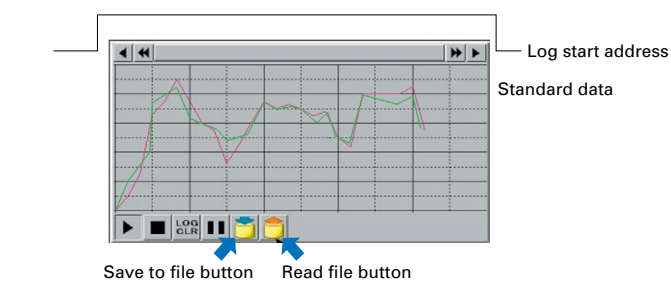 Log start address
Standard data
LOG
CLR
Save to file button
Read file button